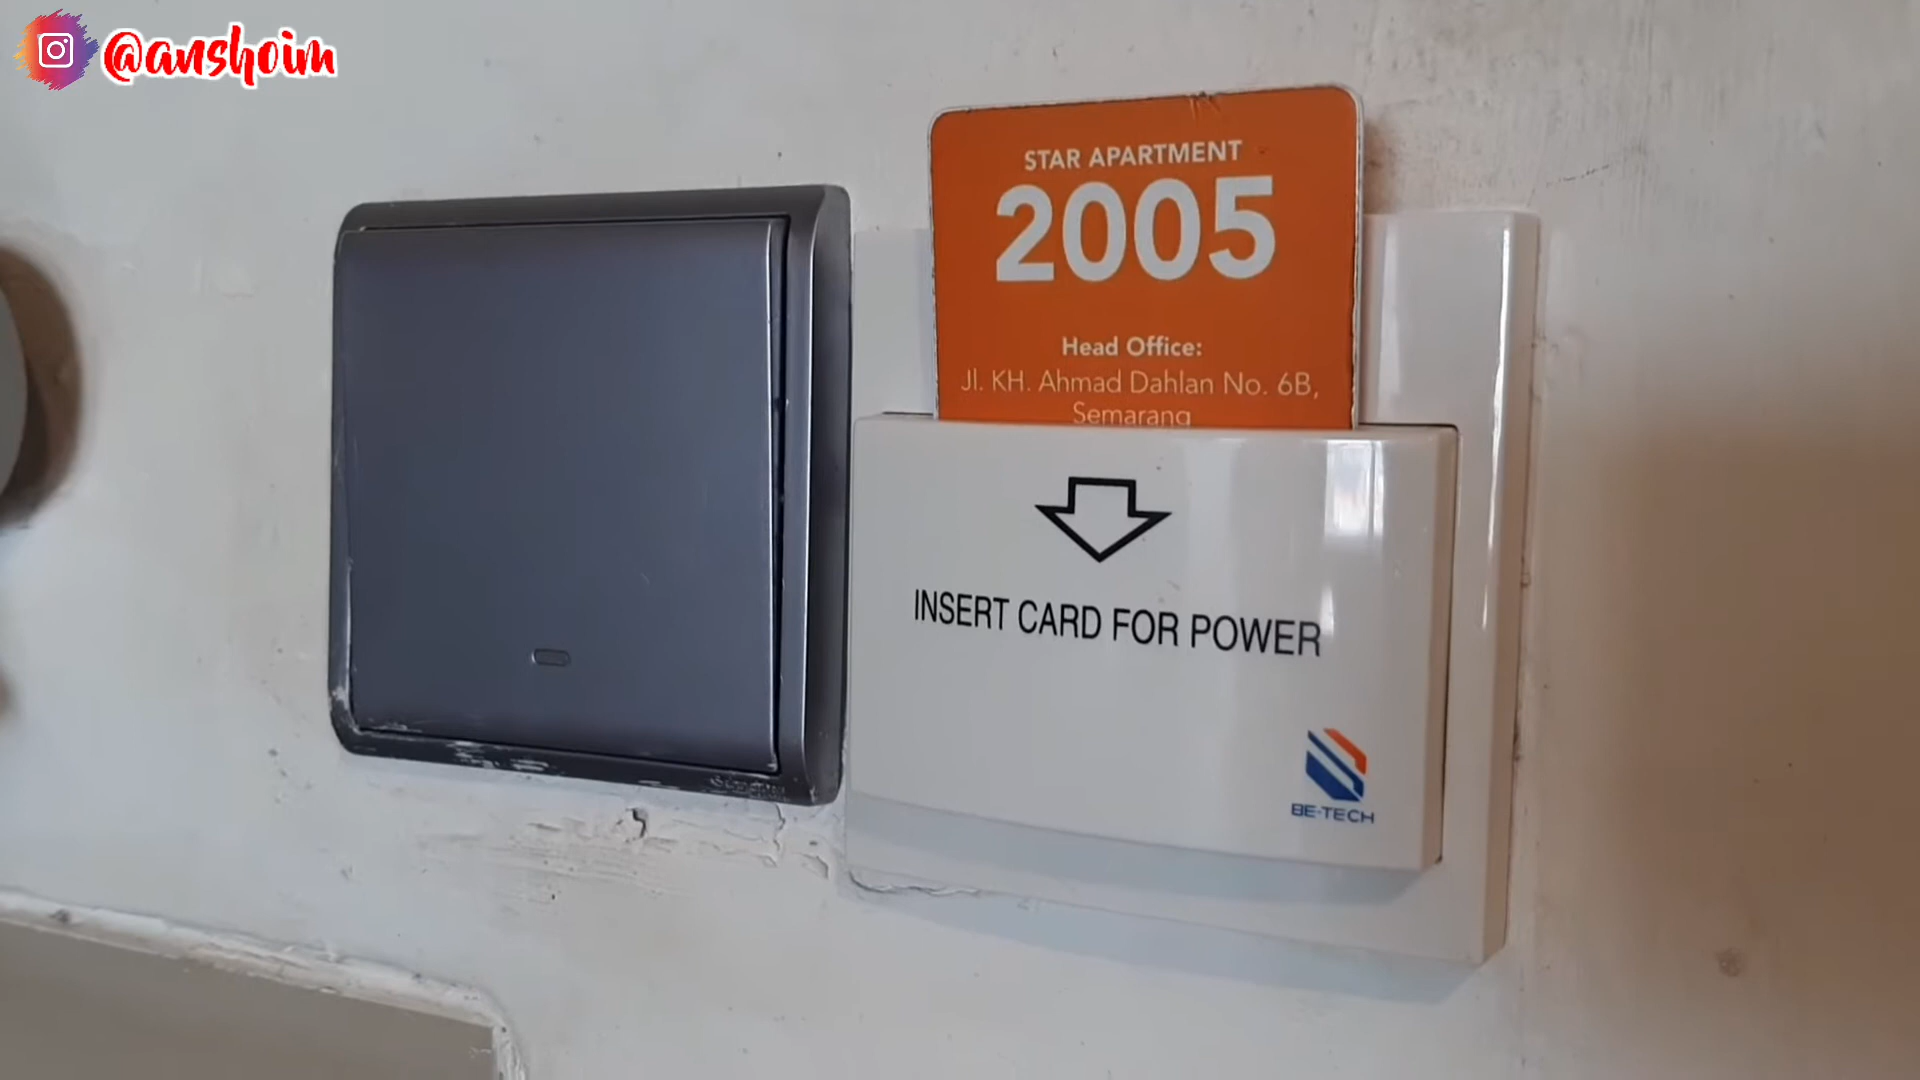 @anshoim
STAR APARTMENT
2005
Head Office:
Jl. KH. Ahmad Dahlan No. 6B,
Semarang
INSERT CARD FOR POWER
BE-TECH